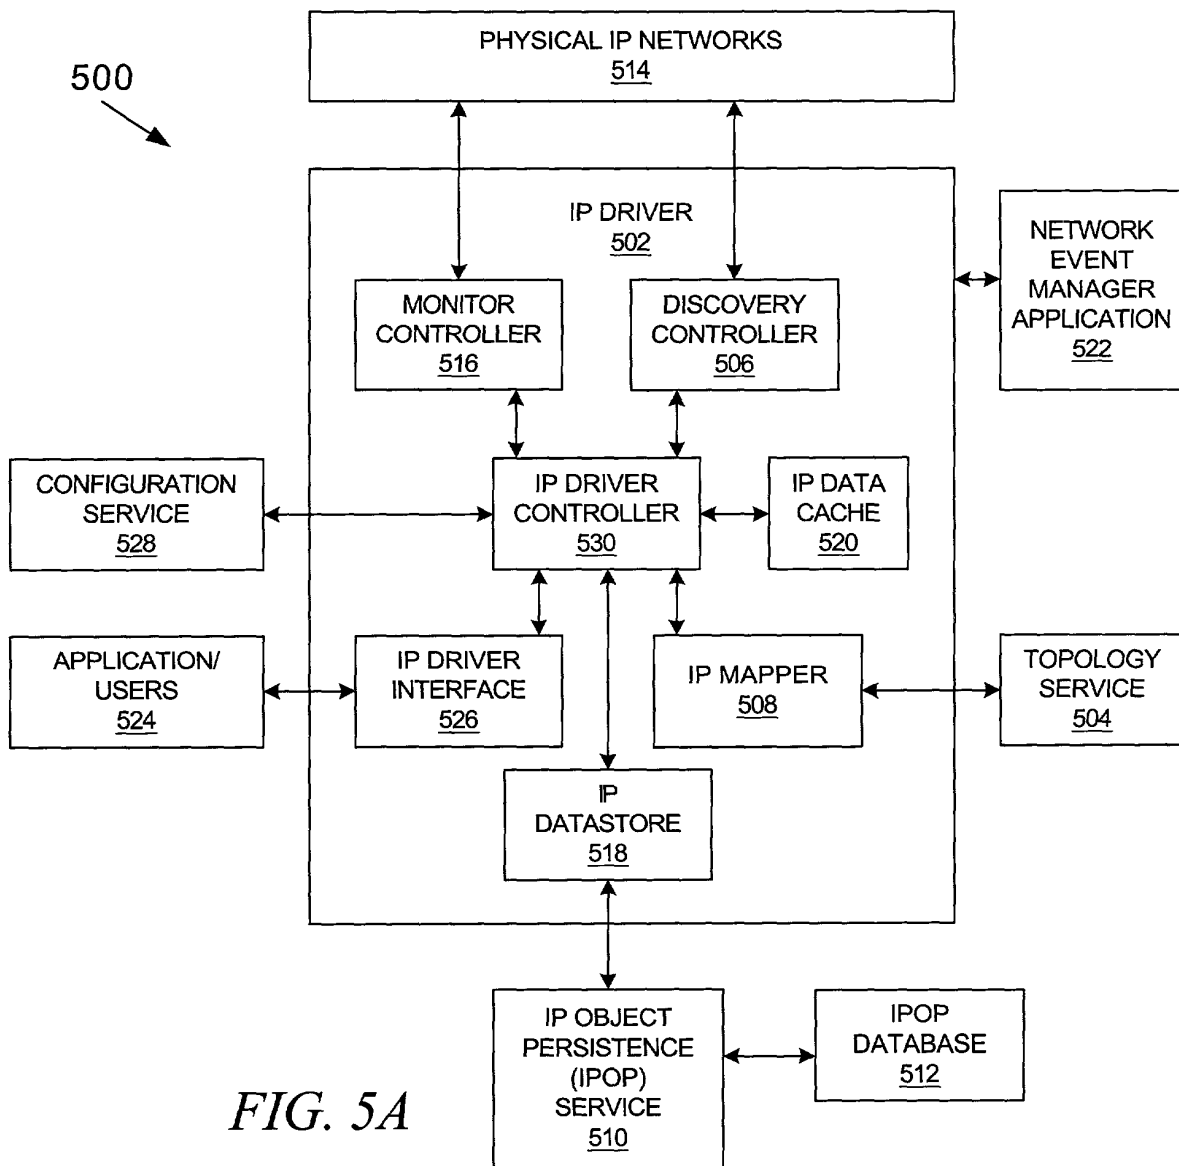 PHYSICAL IP NETWORKS
514
500
IP DRIVER
502
NETWORK
EVENT
MANAGER
APPLICATION
522
MONITOR
CONTROLLER
516
DISCOVERY
CONTROLLER
506
CONFIGURATION
SERVICE
528
IP DRIVER
CONTROLLER
530
IP DATA
CACHE
520
APPLICATION/
USERS
524
IP DRIVER
INTERFACE
526
IP MAPPER
508
TOPOLOGY
SERVICE
504
IP
DATASTORE
518
IP OBJECT
PERSISTENCE
(IPOP)
SERVICE
510
IPOP
DATABASE
512
FIG. 5A